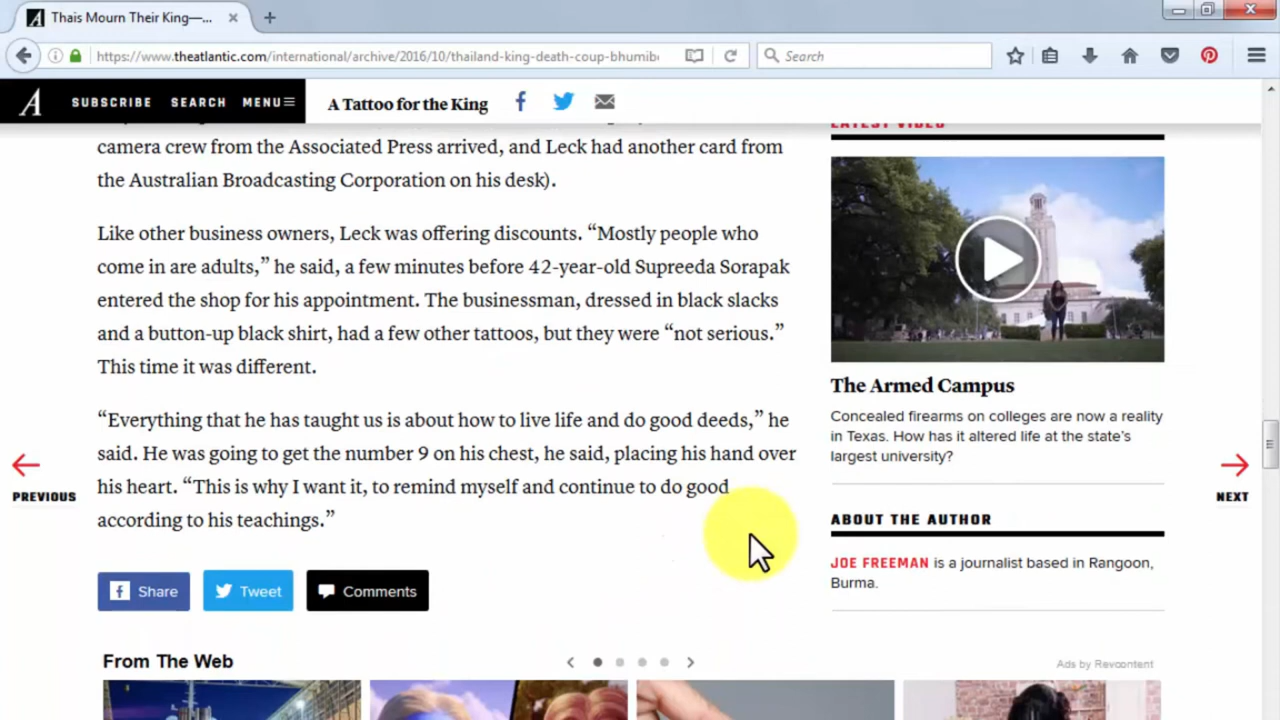 Thais Mourn Their King—...
https://www.theatlantic.com/international/archive/2016/10/thailand-king-death-coup-bhumibo
Search
A
SUBSCRIBE SEARCH MENU
A Tattoo for the King
camera crew from the Associated Press arrived, and Leck had another card from
the Australian Broadcasting Corporation on his desk).
Like other business owners, Leck was offering discounts. “Mostly people who
come in are adults,” he said, a few minutes before 42-year-old Supreeda Sorapak
entered the shop for his appointment. The businessman, dressed in black slacks
and a button-up black shirt, had a few other tattoos, but they were “not serious.”
This time it was different.
“Everything that he has taught us is about how to live life and do good deeds,” he
said. He was going to get the number 9 on his chest, he said, placing his hand over
his heart. “This is why I want it, to remind myself and continue to do good
according to his teachings.”
Share
Tweet
Comments
PREVIOUS
From The Web
Ads by Revcontent
LATEST VIDEO
The Armed Campus
Concealed firearms on colleges are now a reality
in Texas. How has it altered life at the state’s
largest university?
ABOUT THE AUTHOR
JOE FREEMAN is a journalist based in Rangoon,
Burma.
NEXT